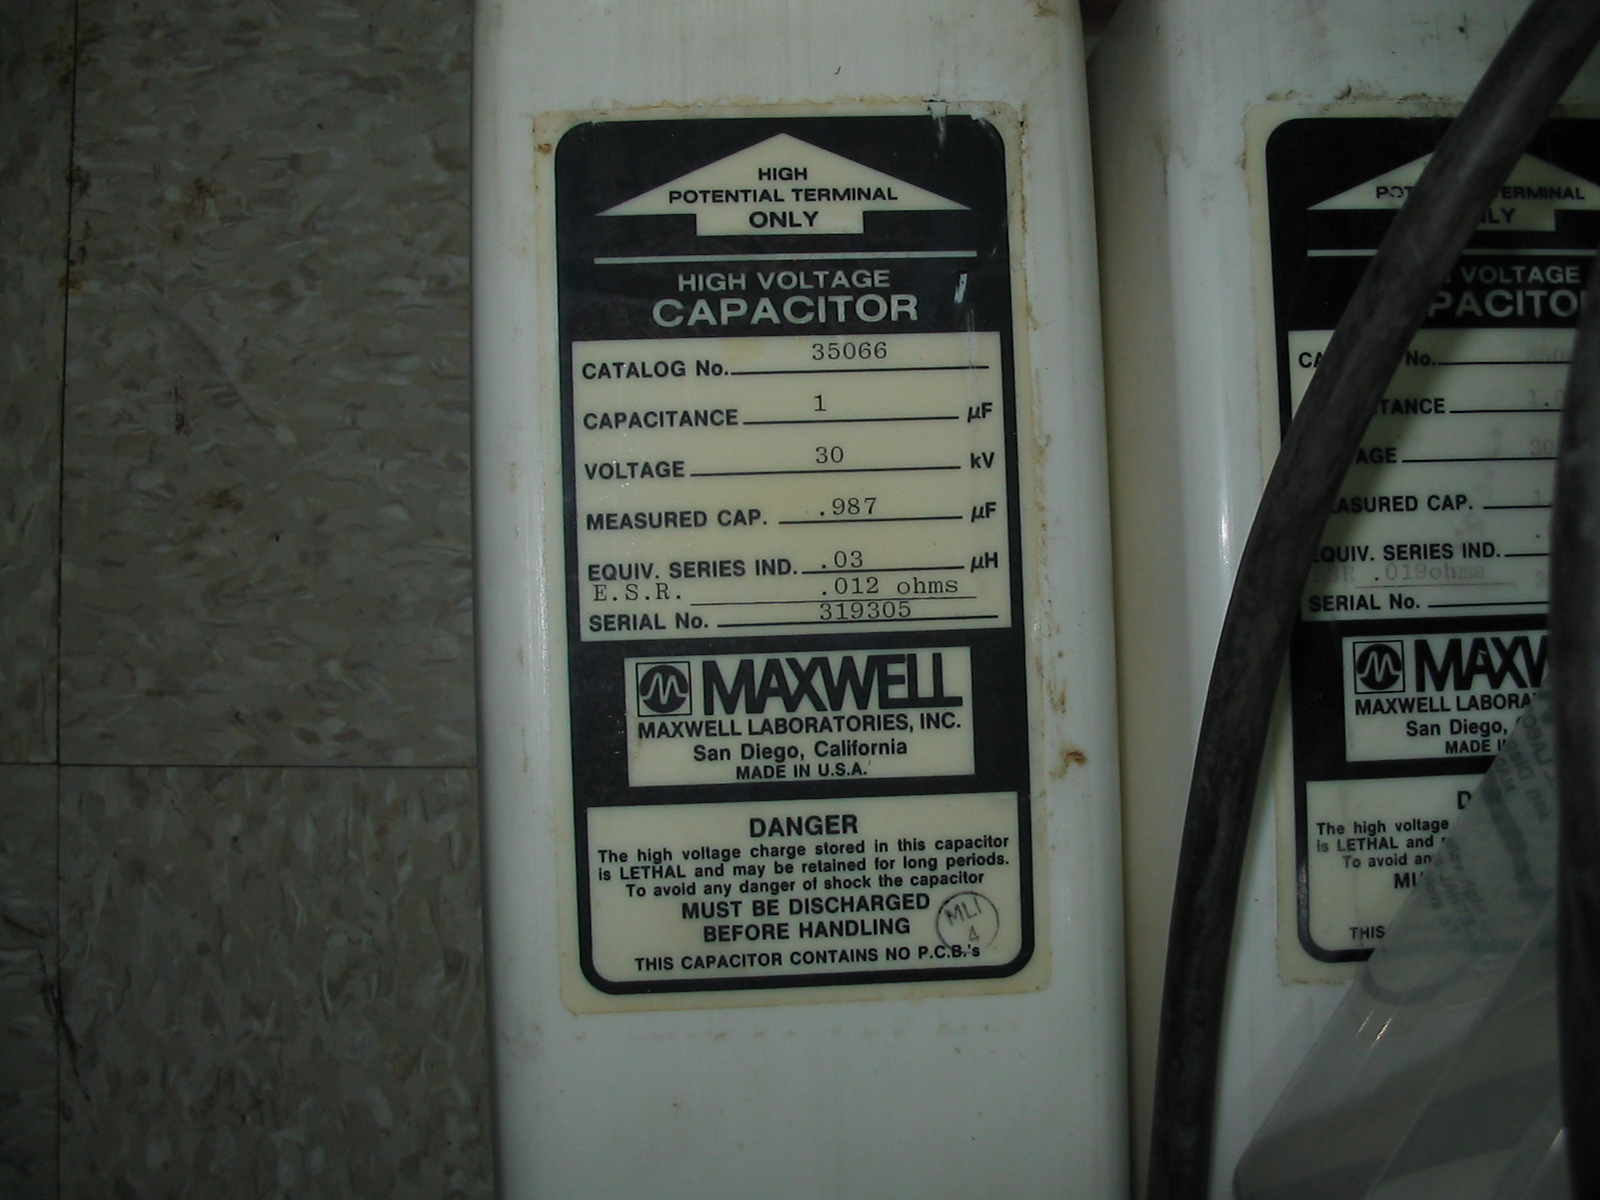 HIGH
POTENTIAL TERMINAL
ONLY
HIGH VOLTAGE
CAPACITOR
CATALOG No. 35066
CAPACITANCE 1 µF
VOLTAGE 30 kV
MEASURED CAP. .987 µF
EQUIV. SERIES IND. .03 µH
E.S.R. .012 ohms
SERIAL No. 319305
MAXWELL
MAXWELL LABORATORIES, INC.
San Diego, California
MADE IN U.S.A.
DANGER
The high voltage charge stored in this capacitor
is LETHAL and may be retained for long periods.
To avoid any danger of shock the capacitor
MUST BE DISCHARGED
BEFORE HANDLING
MLI
4
THIS CAPACITOR CONTAINS NO P.C.B.'s
VOLTAGE
No.
MEASURED CAP.
EQUIV. SERIES IND.
.019ohms
SERIAL No.
MAXWELL
San Diego,
MADE
The high voltage
is LETHAL and
To avoid
THIS